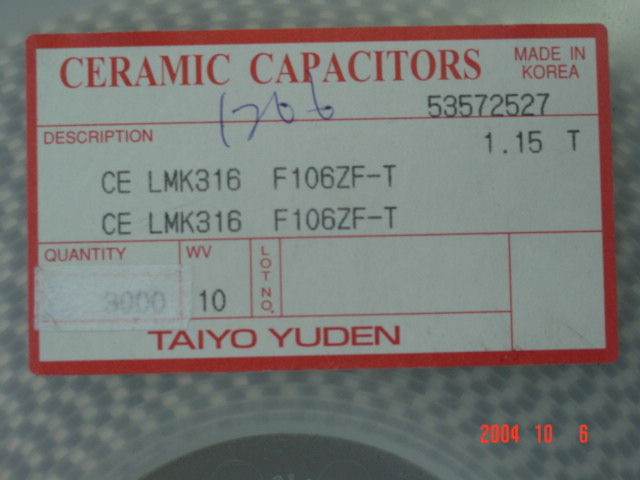 CERAMIC CAPACITORS
MADE IN
KOREA
1766
53572527
DESCRIPTION
1.15 T
CE LMK316 F106ZF-T
CE LMK316 F106ZF-T
QUANTITY
WV
LOT NO.
3000
10
TAIYO YUDEN
2004 10 6